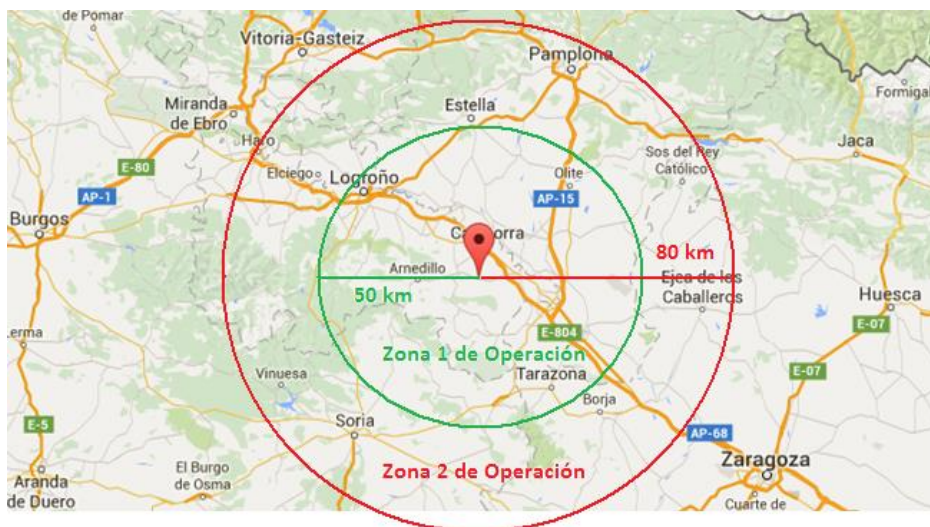 de Pomar
Vitoria-Gasteiz
Pamplona
Formigal
Miranda
de Ebro
Estella
Haro
Jaca
Sos del Rey
Católico
E-80
Elciego
Logroño
Olite
AP-1
AP-15
Burgos
Arnedillo
80 km
Ejea de los
Caballeros
50 km
Huesca
E-07
Lerma
E-804
Zona 1 de Operación
Vinuesa
Tarazona
E-07
Borja
E-5
Soria
AP-68
Zona 2 de Operación
Zaragoza
El Burgo
de Osma
Aranda
de Duero
Cuarte de